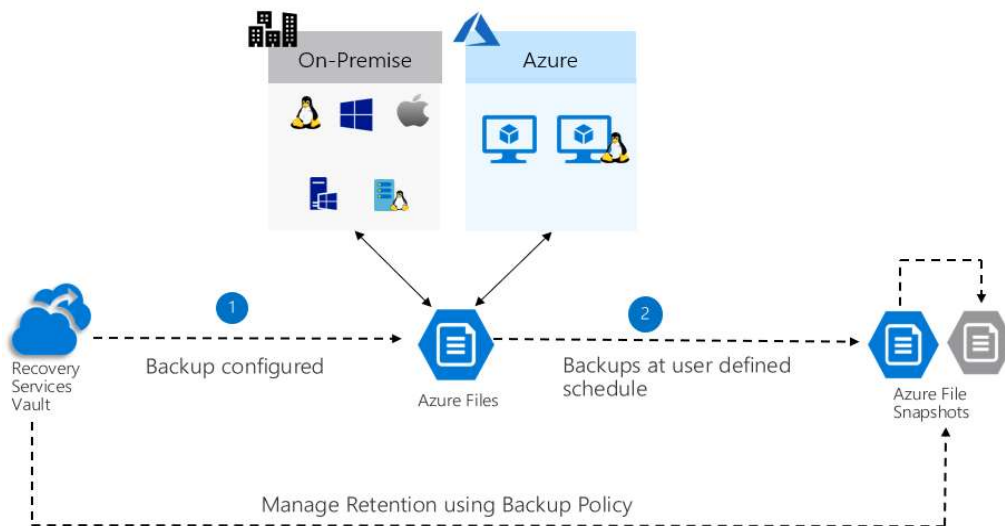 On-Premise
Azure
1
2
Backup configured
Backups at user defined
schedule
Recovery
Services
Vault
Azure Files
Azure File
Snapshots
Manage Retention using Backup Policy